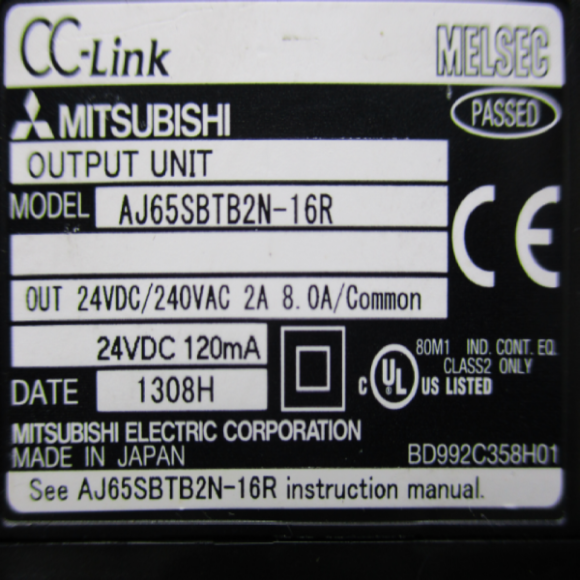 CC-Link MELSEC
MITSUBISHI PASSED
OUTPUT UNIT
MODEL AJ65SBTB2N-16R
CE
OUT 24VDC/240VAC 2A 8.0A/Common
24VDC 120mA
80M1 IND. CONT. EQ.
CLASS2 ONLY
C UL US LISTED
DATE 1308H
MITSUBISHI ELECTRIC CORPORATION
MADE IN JAPAN BD992C358H01
See AJ65SBTB2N-16R instruction manual.